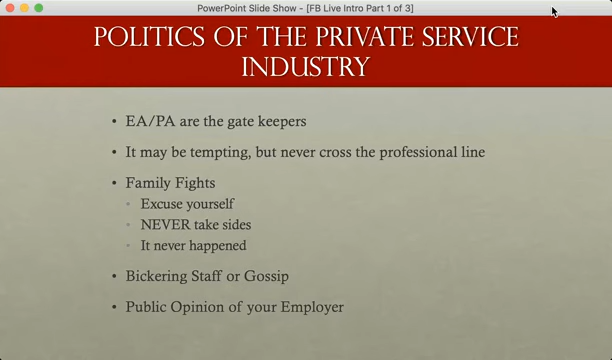 PowerPoint Slide Show - [FB Live Intro Part 1 of 3]
POLITICS OF THE PRIVATE SERVICE
INDUSTRY
• EA/PA are the gate keepers
• It may be tempting, but never cross the professional line
• Family Fights
• Excuse yourself
• NEVER take sides
• It never happened
• Bickering Staff or Gossip
• Public Opinion of your Employer